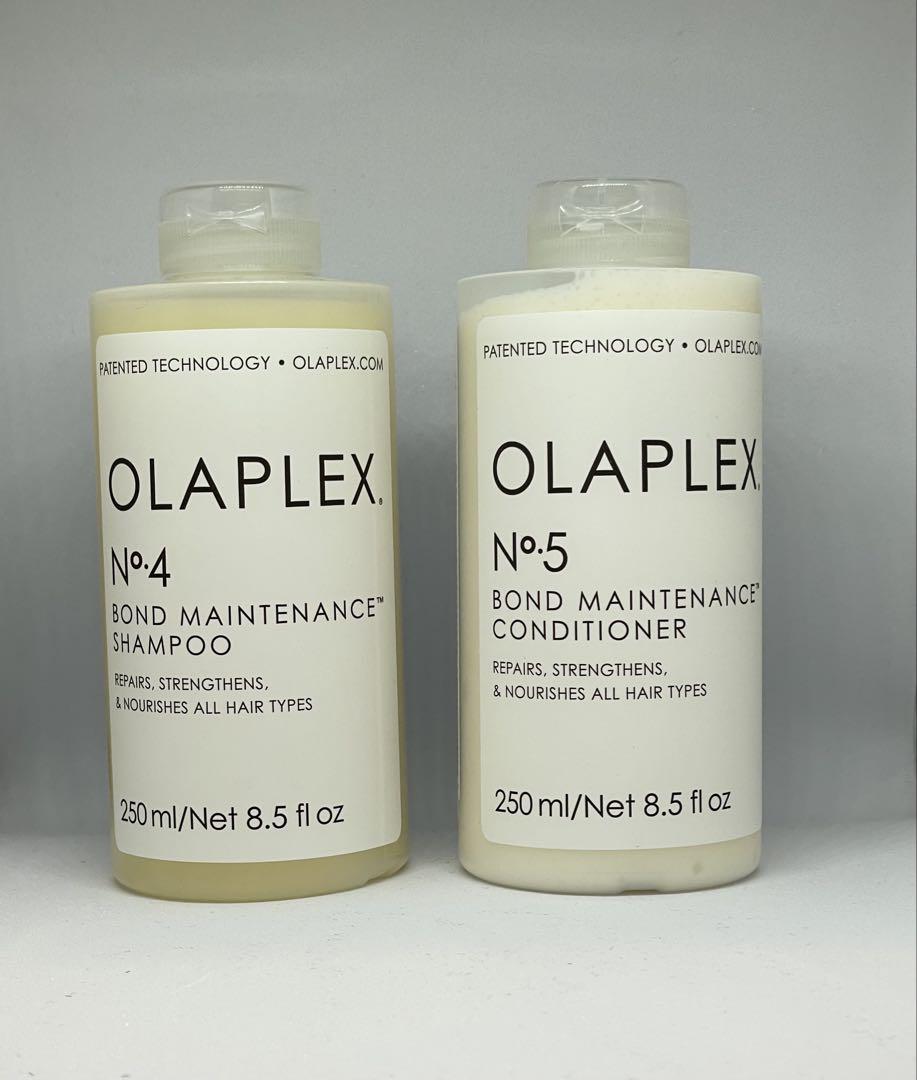 PATENTED TECHNOLOGY • OLAPLEX.COM
OLAPLEX®
Nº.4
BOND MAINTENANCE™
SHAMPOO
REPAIRS, STRENGTHENS,
& NOURISHES ALL HAIR TYPES
250 ml/Net 8.5 fl oz
PATENTED TECHNOLOGY • OLAPLEX.COM
OLAPLEX®
Nº.5
BOND MAINTENANCE™
CONDITIONER
REPAIRS, STRENGTHENS,
& NOURISHES ALL HAIR TYPES
250 ml/Net 8.5 fl oz